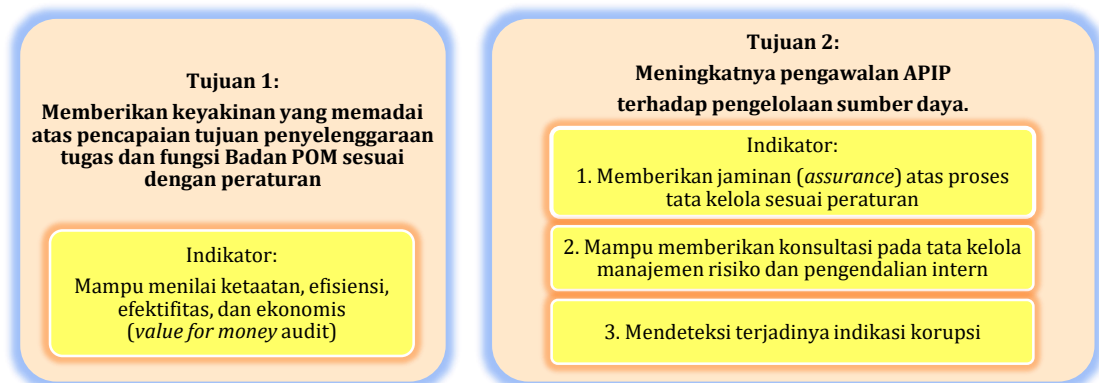 Tujuan 1:
Memberikan keyakinan yang memadai
atas pencapaian tujuan penyelenggaraan
tugas dan fungsi Badan POM sesuai
dengan peraturan
Indikator:
Mampu menilai ketaatan, efisiensi,
efektifitas, dan ekonomis
(value for money audit)
Tujuan 2:
Meningkatnya pengawalan APIP
terhadap pengelolaan sumber daya.
Indikator:
1. Memberikan jaminan (assurance) atas proses
tata kelola sesuai peraturan
2. Mampu memberikan konsultasi pada tata kelola
manajemen risiko dan pengendalian intern
3. Mendeteksi terjadinya indikasi korupsi